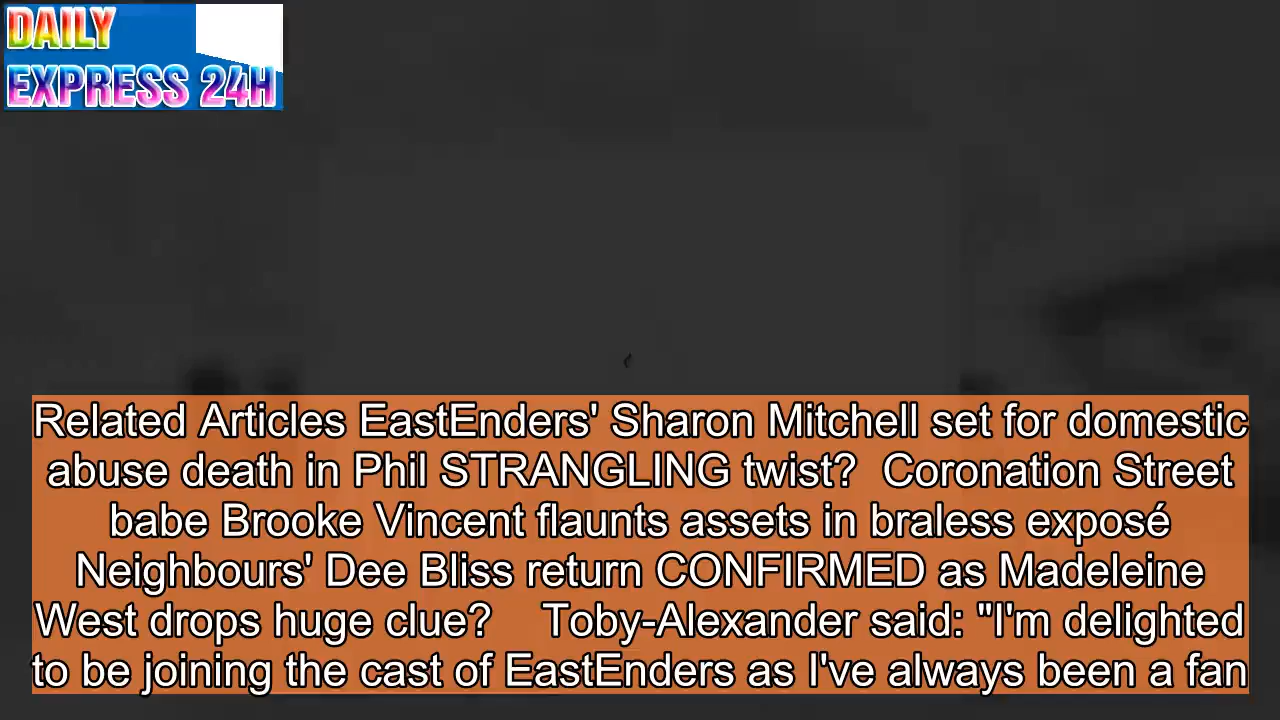 DAILY
EXPRESS 24H
Related Articles EastEnders' Sharon Mitchell set for domestic
abuse death in Phil STRANGLING twist?  Coronation Street
babe Brooke Vincent flaunts assets in braless exposé
Neighbours' Dee Bliss return CONFIRMED as Madeleine
West drops huge clue?    Toby-Alexander said: "I'm delighted
to be joining the cast of EastEnders as I've always been a fan